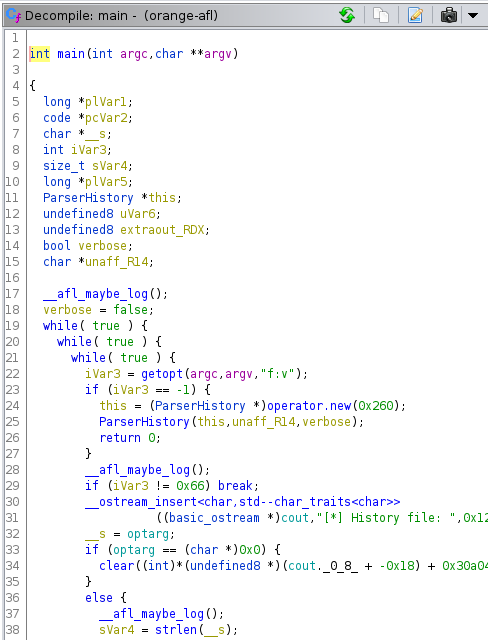 Decompile: main - (orange-afl)
1
2 int main(int argc,char **argv)
3
4 {
5 long *plVar1;
6 code *pcVar2;
7 char *__s;
8 int iVar3;
9 size_t sVar4;
10 long *plVar5;
11 ParserHistory *this;
12 undefined8 uVar6;
13 undefined8 extraout_RDX;
14 bool verbose;
15 char *unaff_R14;
16
17 __afl_maybe_log();
18 verbose = false;
19 while( true ) {
20 while( true ) {
21 while( true ) {
22 iVar3 = getopt(argc,argv,"f:v");
23 if (iVar3 == -1) {
24 this = (ParserHistory *)operator.new(0x260);
25 ParserHistory(this,unaff_R14,verbose);
26 return 0;
27 }
28 __afl_maybe_log();
29 if (iVar3 != 0x66) break;
30 __ostream_insert<char,std--char_traits<char>>
31 ((basic_ostream *)cout,"[*] History file: ",0x12
32 __s = optarg;
33 if (optarg == (char *)0x0) {
34 clear((int)*(undefined8 *)(cout._0_8_ + -0x18) + 0x30a04
35 }
36 else {
37 __afl_maybe_log();
38 sVar4 = strlen(__s);